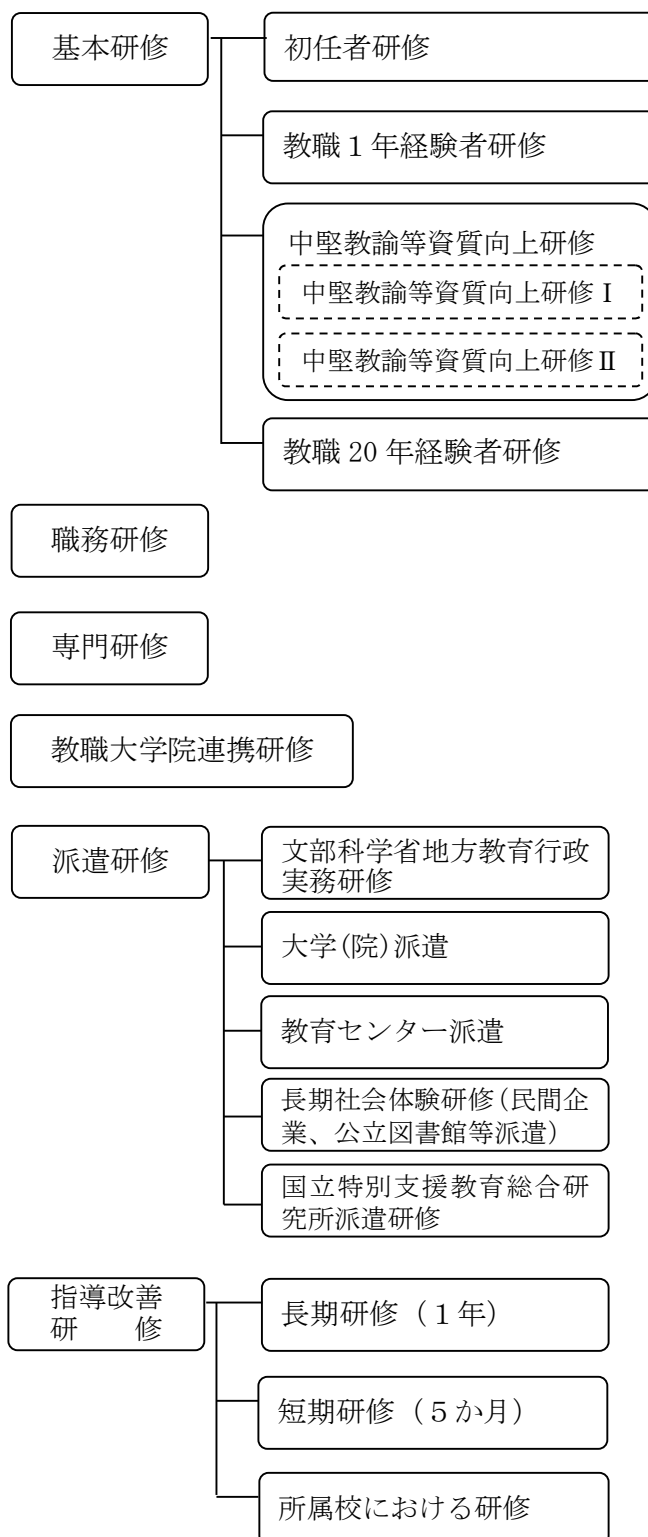 基本研修
初任者研修
教職１年経験者研修
中堅教諭等資質向上研修
中堅教諭等資質向上研修Ⅰ
中堅教諭等資質向上研修Ⅱ
教職 20 年経験者研修
職務研修
専門研修
教職大学院連携研修
派遣研修
文部科学省地方教育行政
実務研修
大学(院)派遣
教育センター派遣
長期社会体験研修(民間企
業、公立図書館等派遣)
国立特別支援教育総合研
究所派遣研修
指導改善
研　　修
長期研修（１年）
短期研修（５か月）
所属校における研修